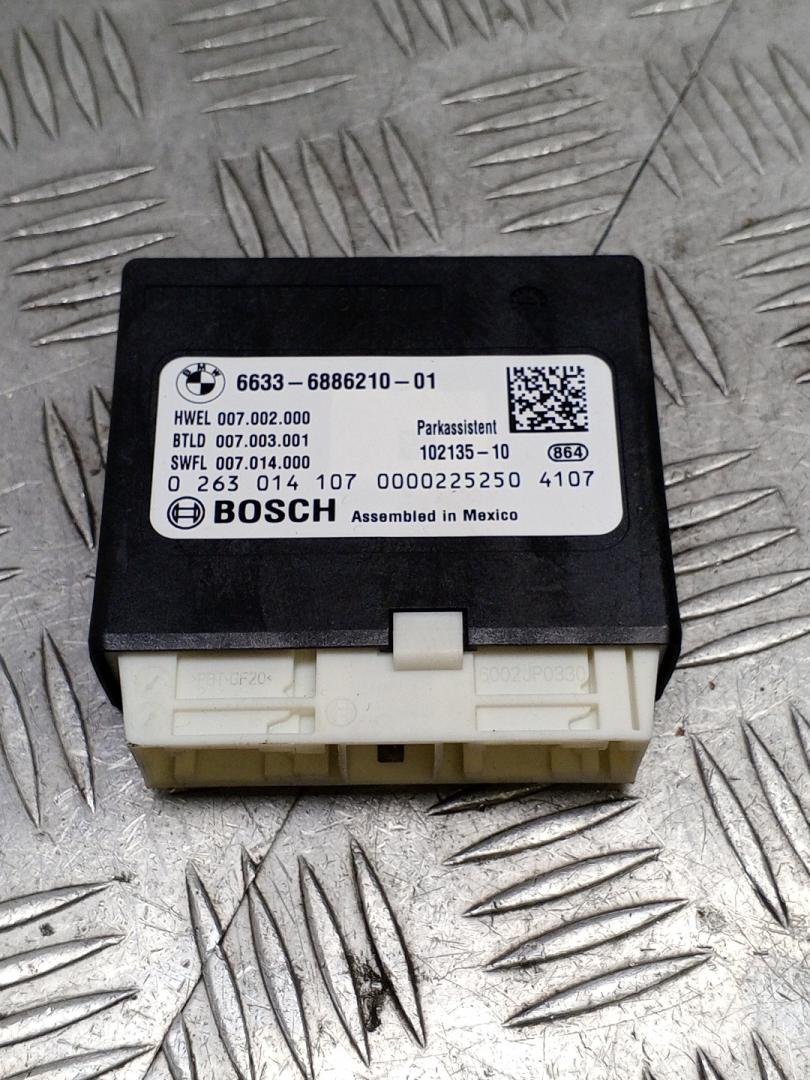 BMW
6633-6886210-01
HWEL 007.002.000
BTLD 007.003.001
SWFL 007.014.000
Parkassistent
102135-10
864
0 263 014 107 0000225250 4107
BOSCH Assembled in Mexico
>PBT-GF20<
6002JP0330